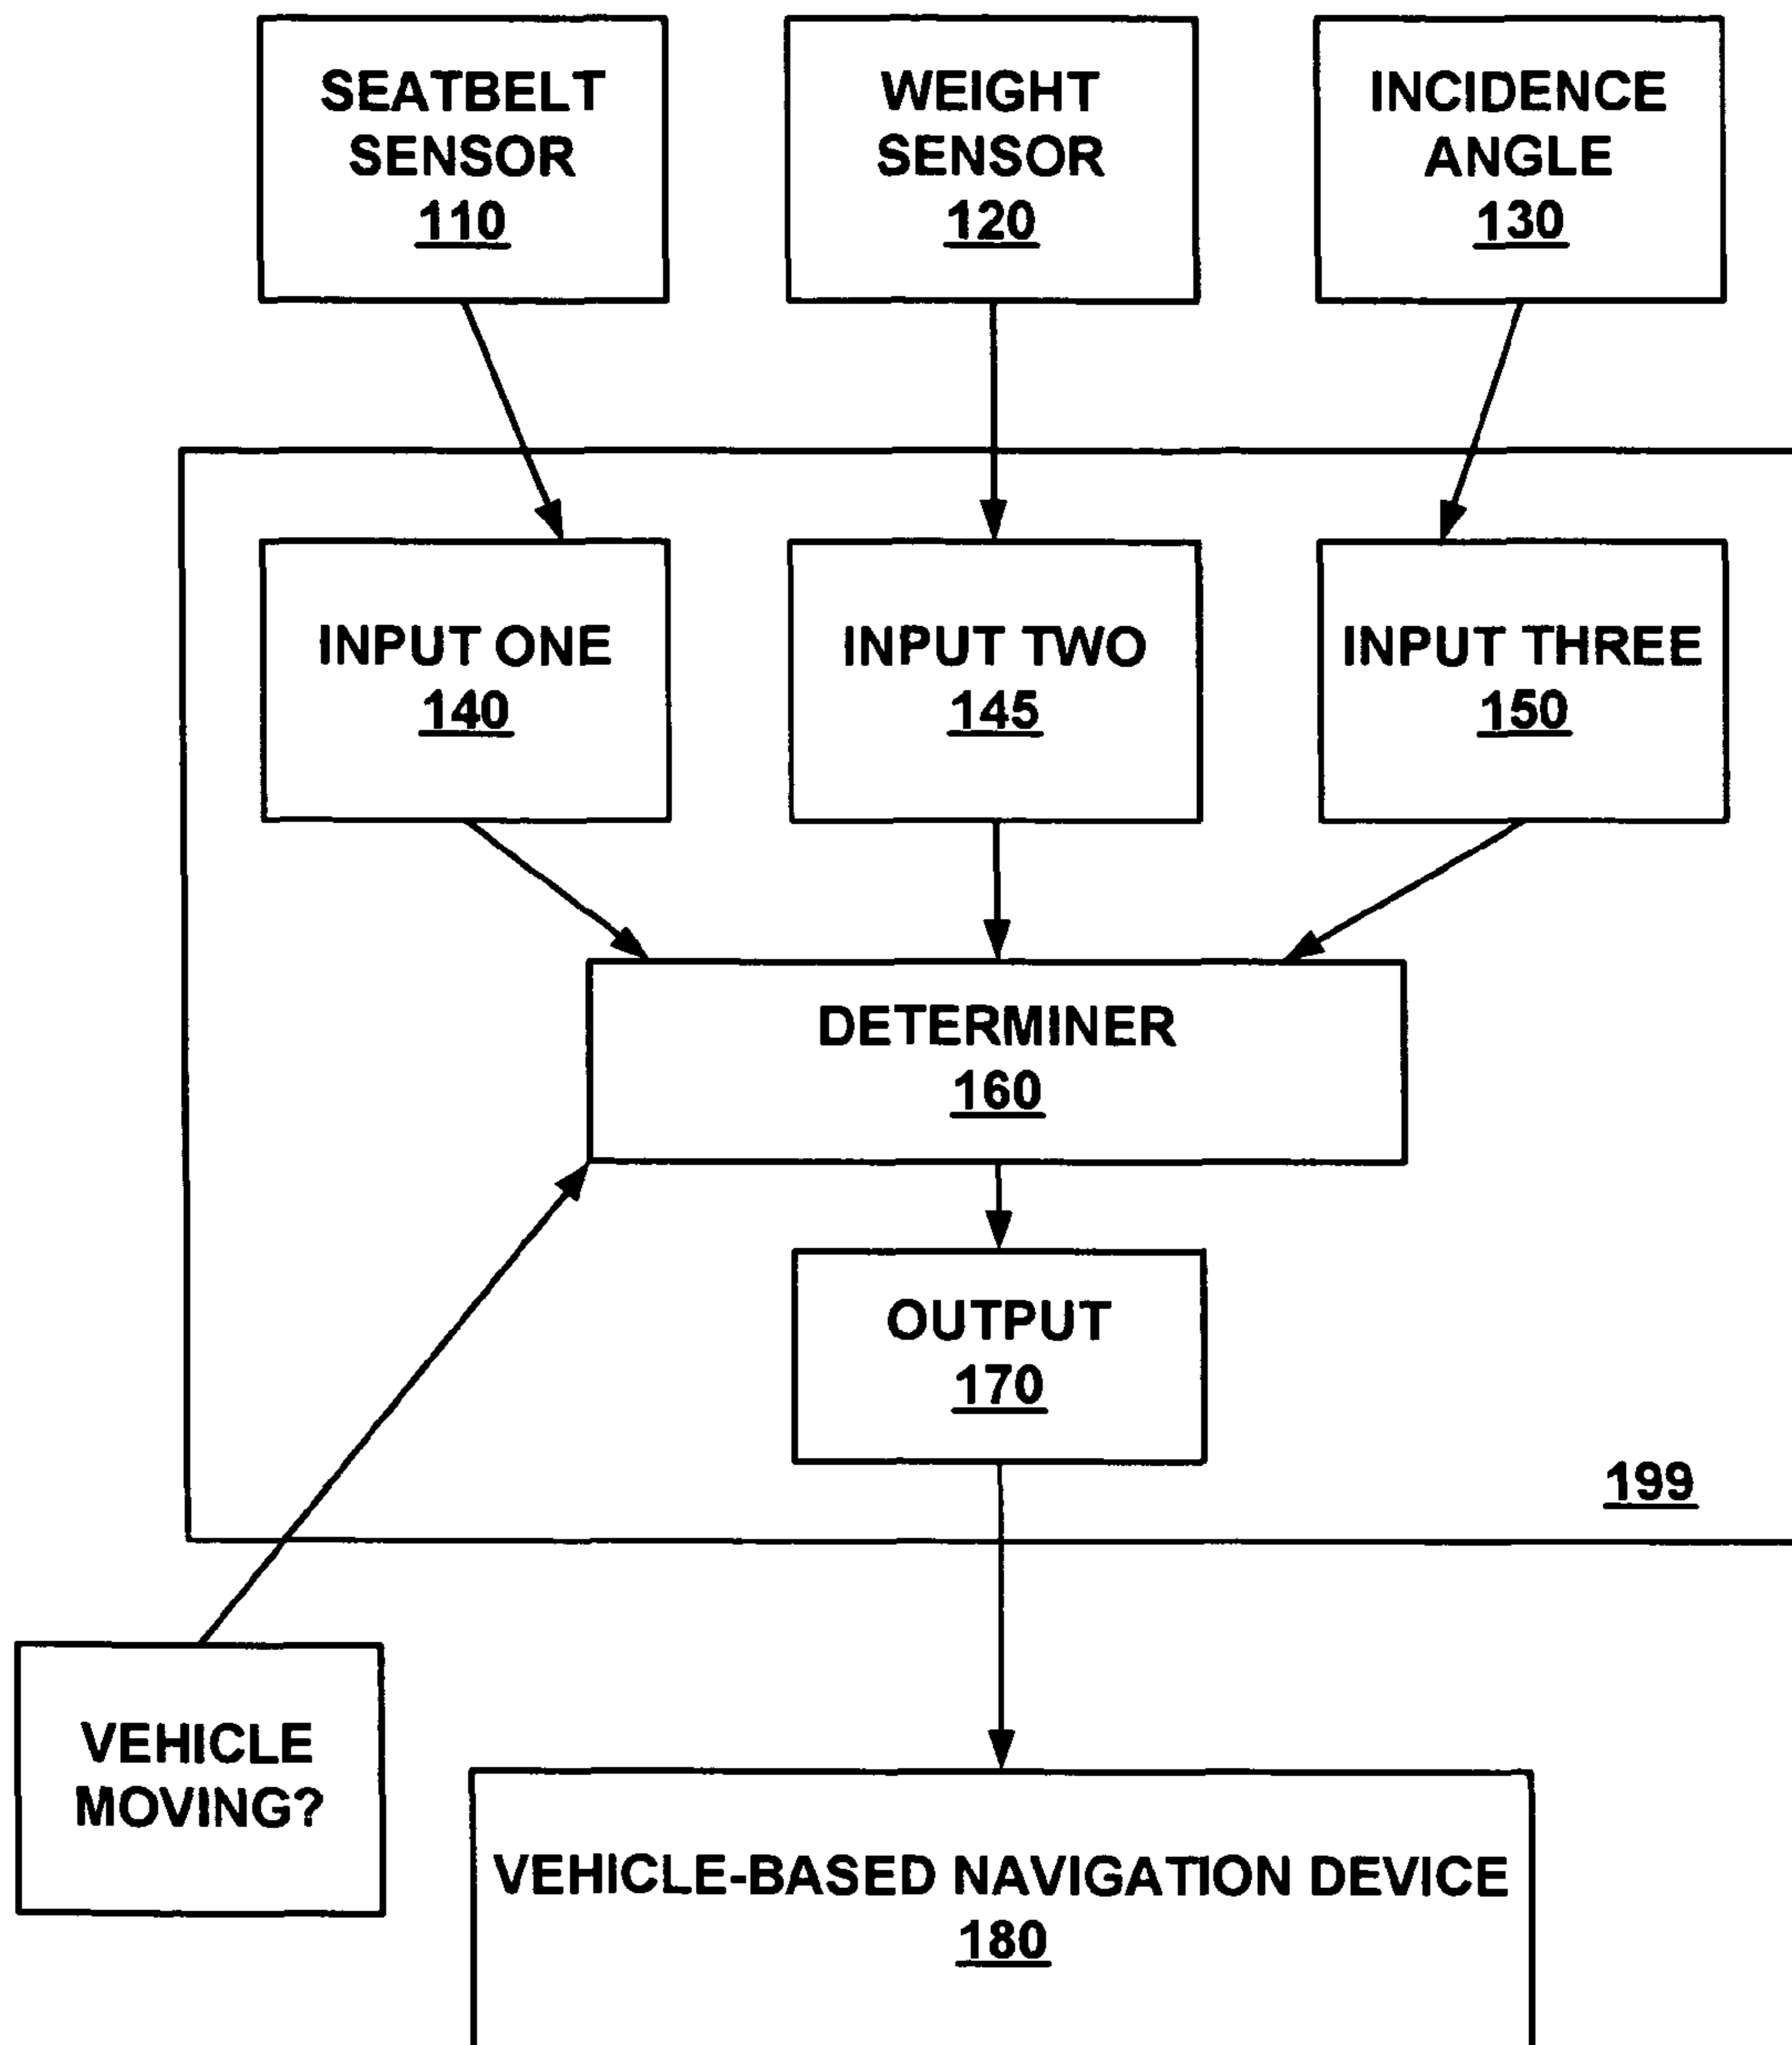 SEATBELT
SENSOR
110
WEIGHT
SENSOR
120
INCIDENCE
ANGLE
130
INPUT ONE
140
INPUT TWO
145
INPUT THREE
150
DETERMINER
160
OUTPUT
170
199
VEHICLE
MOVING?
VEHICLE-BASED NAVIGATION DEVICE
180